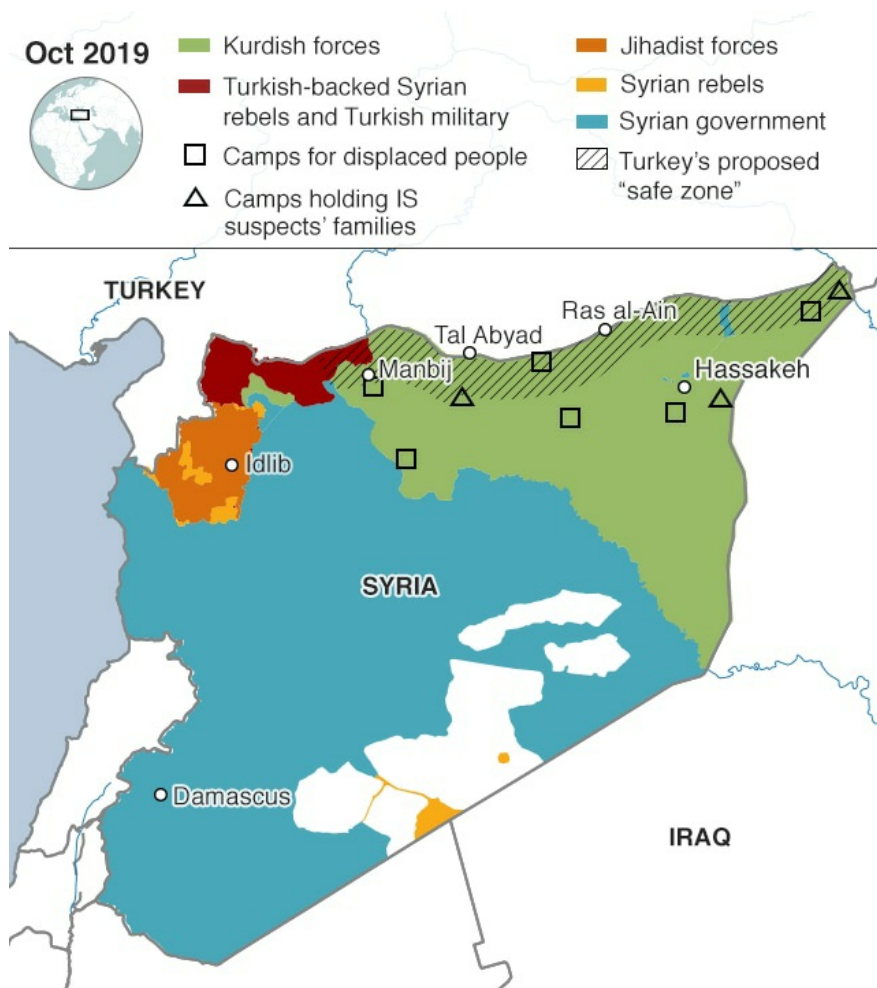 Oct 2019
Kurdish forces
Turkish-backed Syrian
rebels and Turkish military
Camps for displaced people
Camps holding IS
suspects' families
Jihadist forces
Syrian rebels
Syrian government
Turkey's proposed
“safe zone”
TURKEY
Ras al-Ain
Tal Abyad
Manbij
Hassakeh
Idlib
SYRIA
Damascus
IRAQ